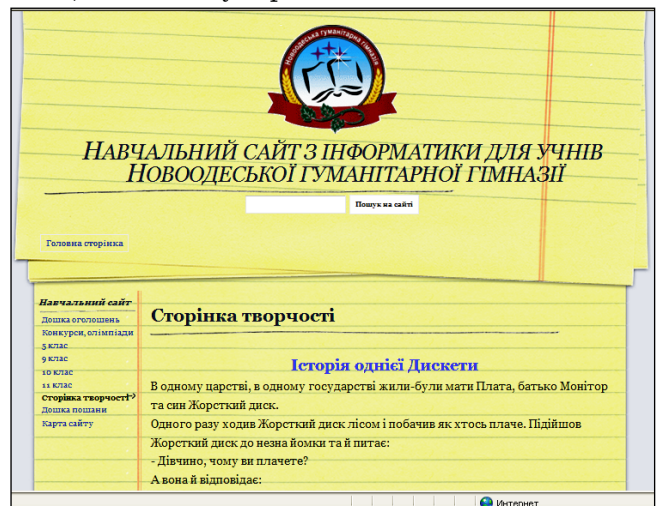 Новоодеська гуманітарна гімназія
НАВЧАЛЬНИЙ САЙТ З ІНФОРМАТИКИ ДЛЯ УЧНІВ
НОВООДЕСЬКОЇ ГУМАНІТАРНОЇ ГІМНАЗІЇ
Пошук на сайті
Головна сторінка
Навчальний сайт
Дошка оголошень
Конкурси, олімпіади
5 клас
9 клас
10 клас
11 клас
Сторінка творчості
Дошка пошани
Карта сайту
Сторінка творчості
Історія однієї Дискети
В одному царстві, в одному государстві жили-були мати Плата, батько Монітор
та син Жорсткий диск.
Одного разу ходив Жорсткий диск лісом і побачив як хтось плаче. Підійшов
Жорсткий диск до незна йомки та й питає:
- Дівчино, чому ви плачете?
А вона й відповідає:
Интернет